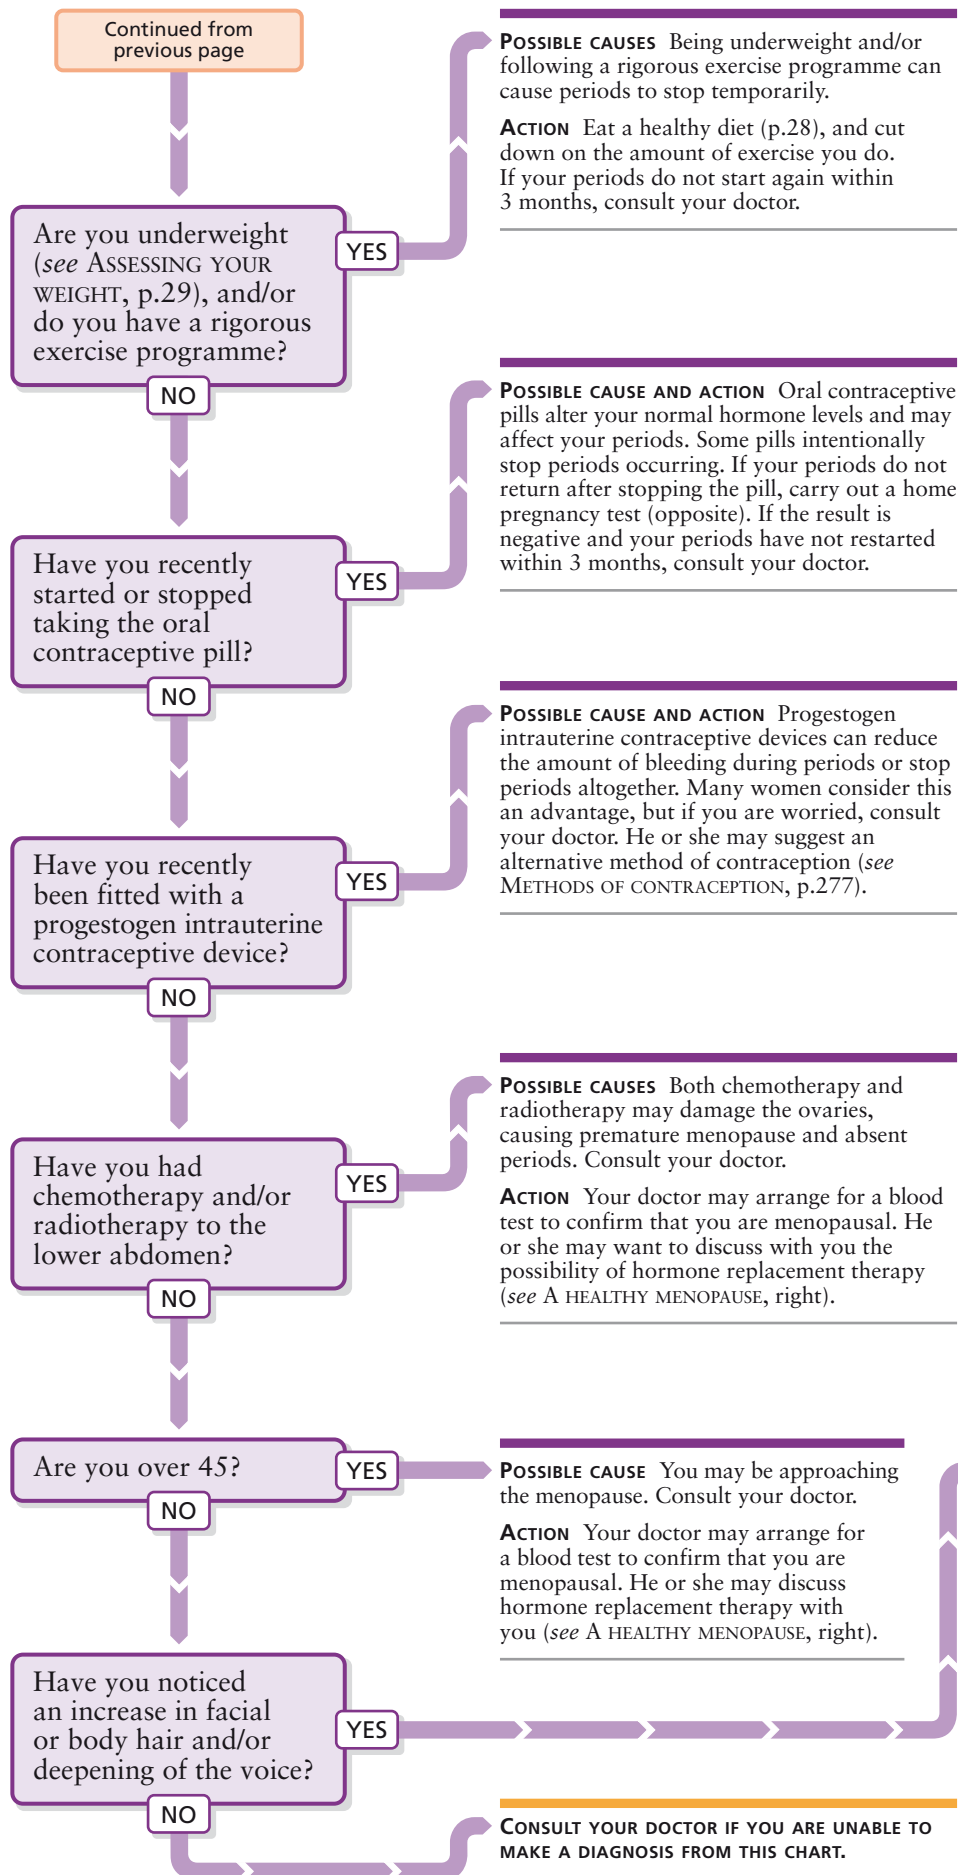 Continued from
previous page
POSSIBLE CAUSES Being underweight and/or
following a rigorous exercise programme can
cause periods to stop temporarily.
ACTION Eat a healthy diet (p.28), and cut
down on the amount of exercise you do.
If your periods do not start again within
3 months, consult your doctor.
Are you underweight
(see ASSESSING YOUR
WEIGHT, p.29), and/or
do you have a rigorous
exercise programme?
YES
NO
POSSIBLE CAUSE AND ACTION Oral contraceptive
pills alter your normal hormone levels and may
affect your periods. Some pills intentionally
stop periods occurring. If your periods do not
return after stopping the pill, carry out a home
pregnancy test (opposite). If the result is
negative and your periods have not restarted
within 3 months, consult your doctor.
Have you recently
started or stopped
taking the oral
contraceptive pill?
YES
NO
POSSIBLE CAUSE AND ACTION Progestogen
intrauterine contraceptive devices can reduce
the amount of bleeding during periods or stop
periods altogether. Many women consider this
an advantage, but if you are worried, consult
your doctor. He or she may suggest an
alternative method of contraception (see
METHODS OF CONTRACEPTION, p.277).
Have you recently
been fitted with a
progestogen intrauterine
contraceptive device?
YES
NO
POSSIBLE CAUSES Both chemotherapy and
radiotherapy may damage the ovaries,
causing premature menopause and absent
periods. Consult your doctor.
ACTION Your doctor may arrange for a blood
test to confirm that you are menopausal. He
or she may want to discuss with you the
possibility of hormone replacement therapy
(see A HEALTHY MENOPAUSE, right).
Have you had
chemotherapy and/or
radiotherapy to the
lower abdomen?
YES
NO
Are you over 45?
YES
NO
POSSIBLE CAUSE You may be approaching
the menopause. Consult your doctor.
ACTION Your doctor may arrange for
a blood test to confirm that you are
menopausal. He or she may discuss
hormone replacement therapy with
you (see A HEALTHY MENOPAUSE, right).
Have you noticed
an increase in facial
or body hair and/or
deepening of the voice?
YES
NO
CONSULT YOUR DOCTOR IF YOU ARE UNABLE TO
MAKE A DIAGNOSIS FROM THIS CHART.